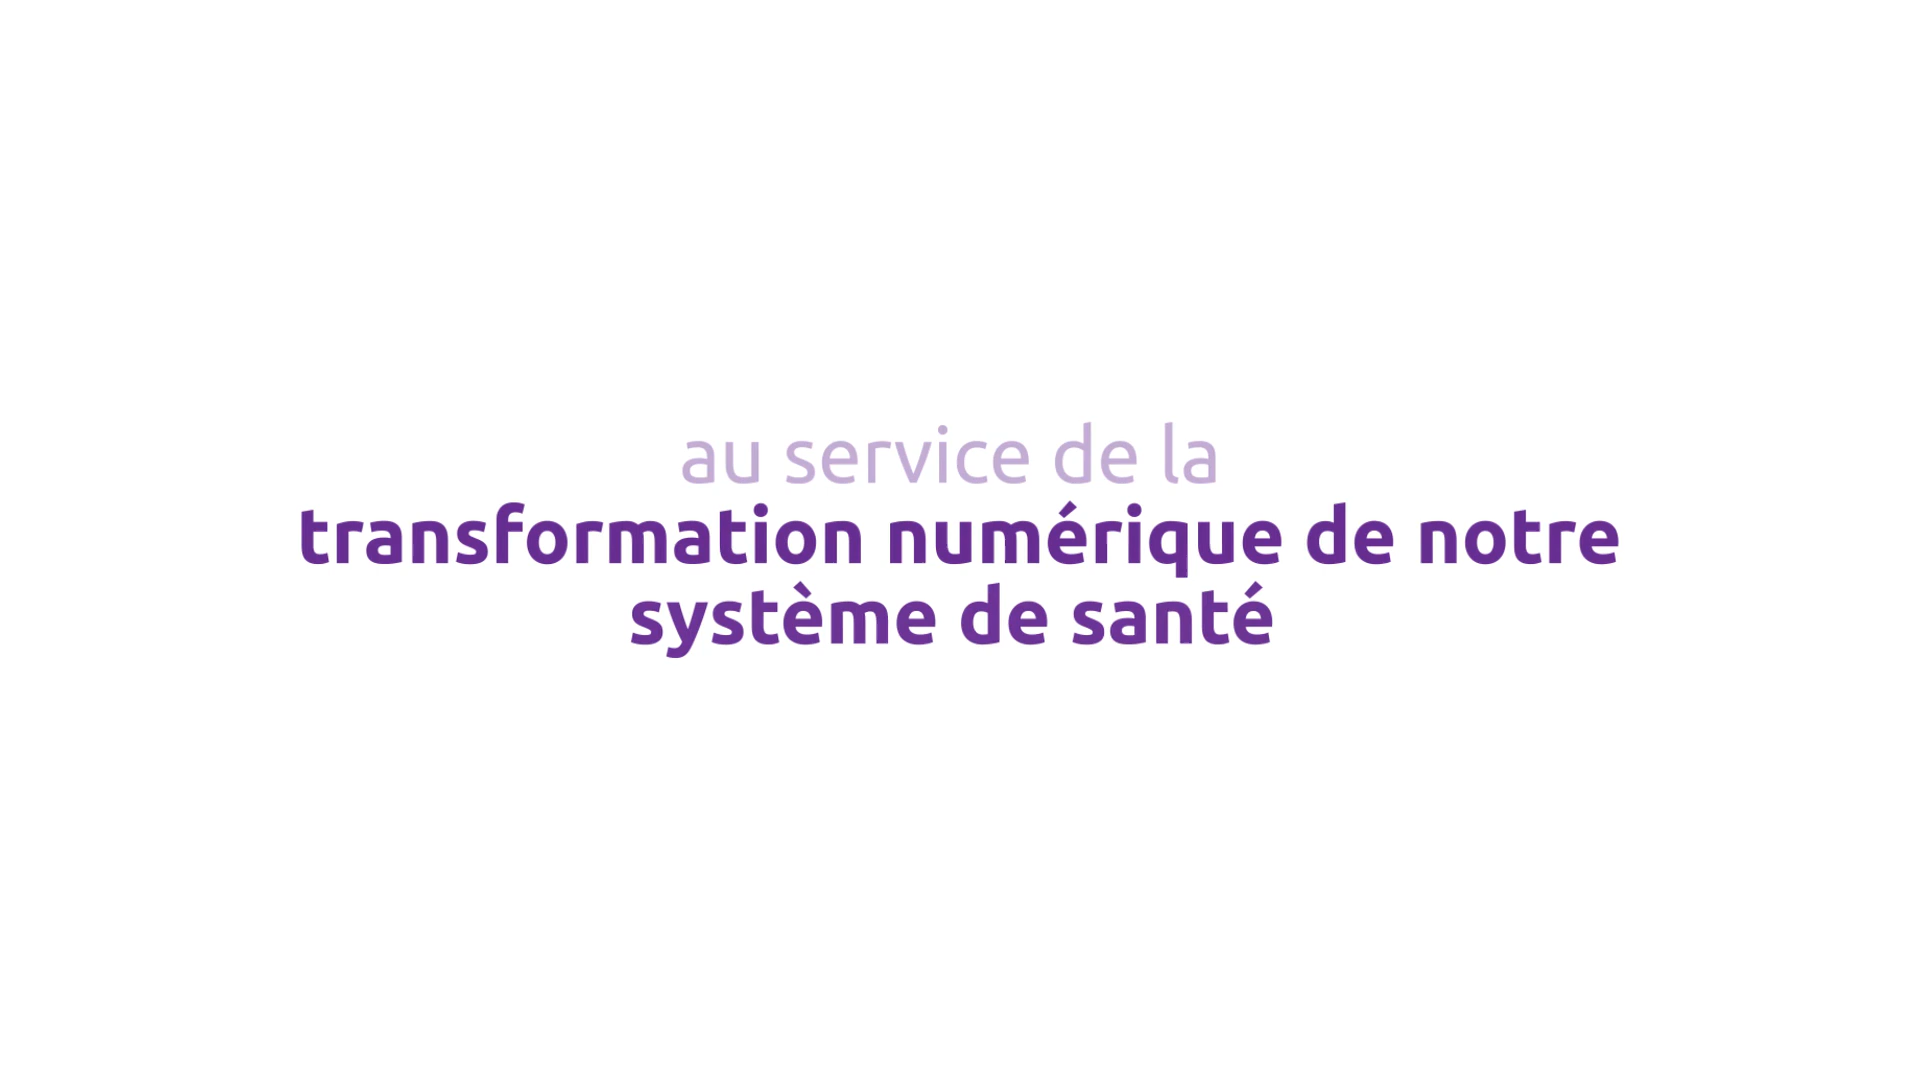 au service de la
transformation numérique de notre
système de santé